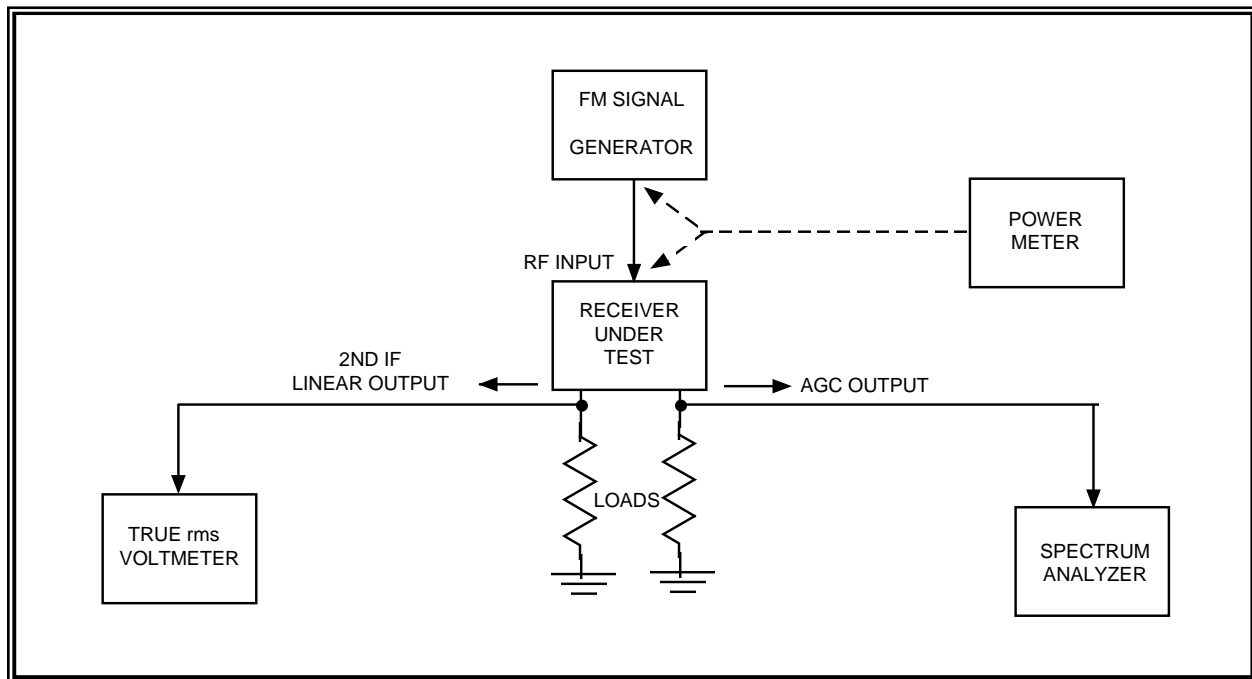 FM SIGNAL
GENERATOR
POWER
METER
RF INPUT
RECEIVER
UNDER
TEST
2ND IF
LINEAR OUTPUT
AGC OUTPUT
LOADS
TRUE rms
VOLTMETER
SPECTRUM
ANALYZER